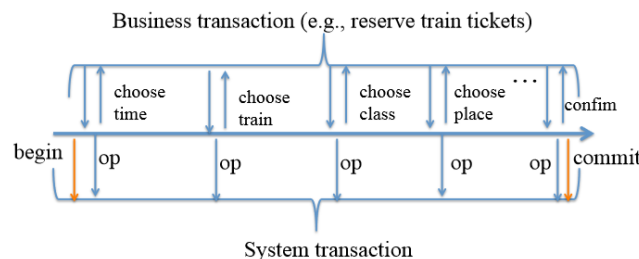 Business transaction (e.g., reserve train tickets)
choose
time
choose
train
choose
class
choose
place
...
confim
begin
op
op
op
op
op
commit
System transaction